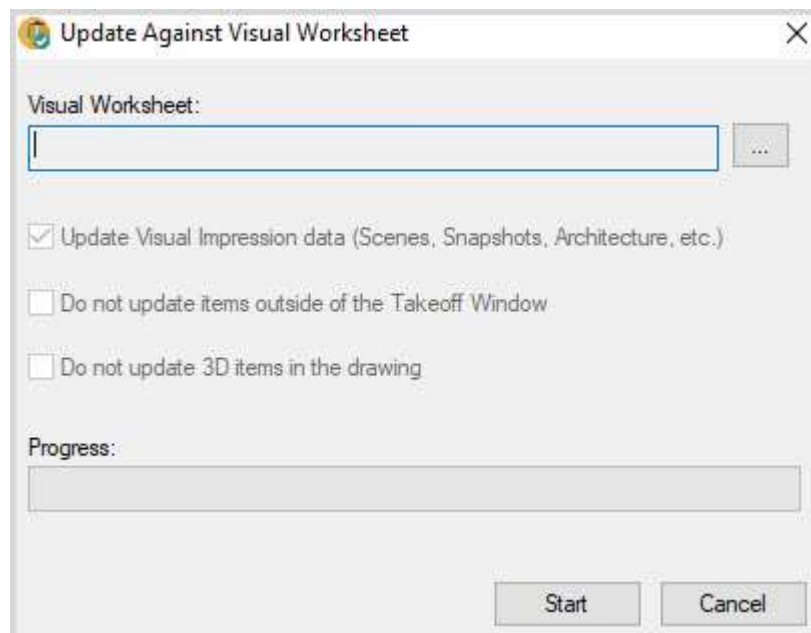 Update Against Visual Worksheet
Visual Worksheet:
...
Update Visual Impression data (Scenes, Snapshots, Architecture, etc.)
Do not update items outside of the Takeoff Window
Do not update 3D items in the drawing
Progress:
Start Cancel